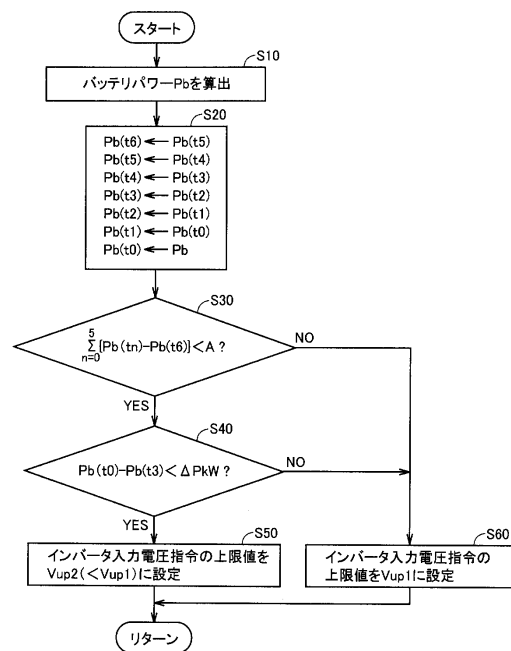 スタート
S10
バッテリパワーPbを算出
S20
Pb(t6) ← Pb(t5)
Pb(t5) ← Pb(t4)
Pb(t4) ← Pb(t3)
Pb(t3) ← Pb(t2)
Pb(t2) ← Pb(t1)
Pb(t1) ← Pb(t0)
Pb(t0) ← Pb
S30
5
Σ [Pb(tn)-Pb(t6)]<A?
n=0
NO
YES
S40
Pb(t0)-Pb(t3)<ΔPkW?
NO
YES
S50
インバータ入力電圧指令の上限値を
Vup2(<Vup1)に設定
S60
インバータ入力電圧指令の
上限値をVup1に設定
リターン